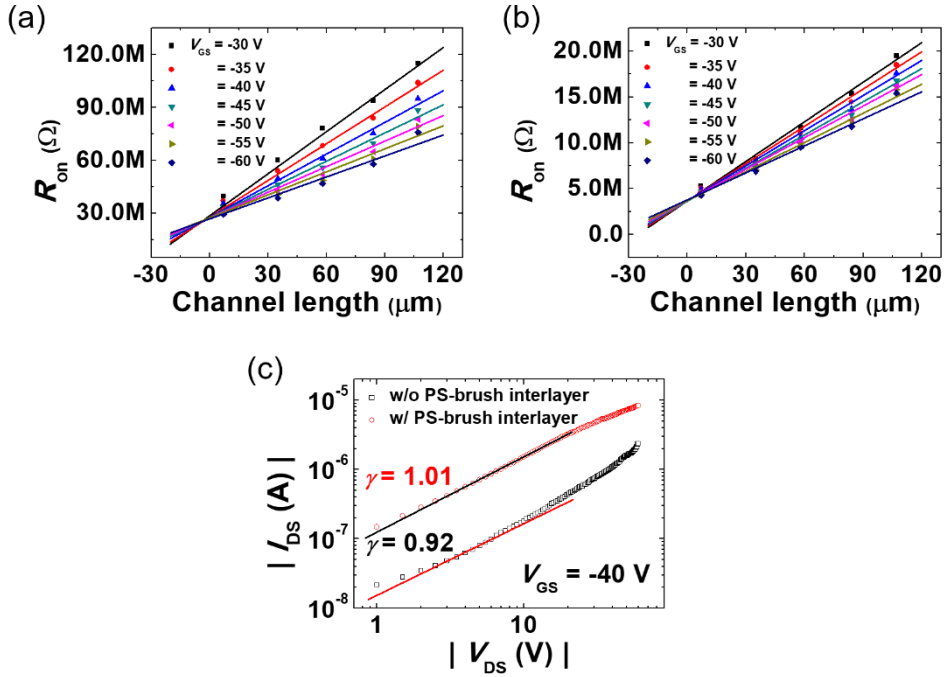 (a)
120.0M
90.0M
60.0M
30.0M
R_on (Ω)
V_GS = -30 V
= -35 V
= -40 V
= -45 V
= -50 V
= -55 V
= -60 V
-30 0 30 60 90 120
Channel length (μm)
(b)
20.0M
15.0M
10.0M
5.0M
0.0
R_on (Ω)
V_GS = -30 V
= -35 V
= -40 V
= -45 V
= -50 V
= -55 V
= -60 V
-30 0 30 60 90 120
Channel length (μm)
(c)
10^-5
10^-6
10^-7
10^-8
| I_DS (A) |
w/o PS-brush interlayer
w/ PS-brush interlayer
γ = 1.01
γ = 0.92
V_GS = -40 V
1 10
| V_DS (V) |